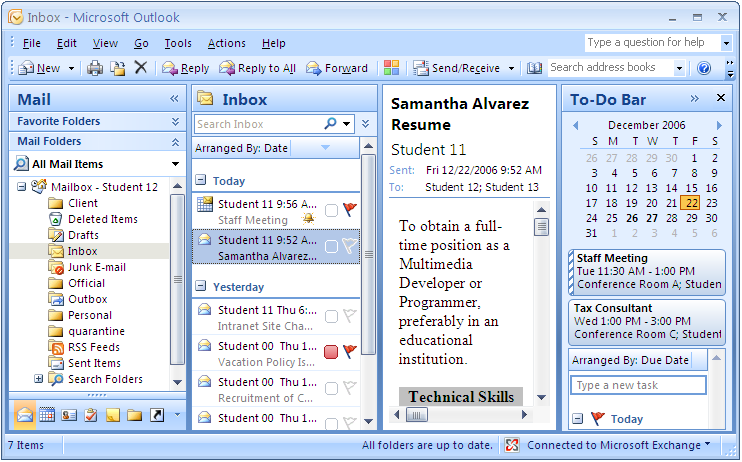 Inbox - Microsoft Outlook
File Edit View Go Tools Actions Help
Type a question for help
New Reply Reply to All Forward Send/Receive Search address books
Mail
Favorite Folders
Mail Folders
All Mail Items
Mailbox - Student 12
Client
Deleted Items
Drafts
Inbox
Junk E-mail
Official
Outbox
Personal
quarantine
RSS Feeds
Sent Items
Search Folders
Inbox
Search Inbox
Arranged By: Date
Today
Student 11 9:56 A...
Staff Meeting
Student 11 9:52 A...
Samantha Alvarez...
Yesterday
Student 11 Thu 6:...
Intranet Site Cha...
Student 00 Thu 1...
Vacation Policy Is...
Student 00 Thu 1...
Recruitment of C...
Student 00 Thu 1...
Samantha Alvarez
Resume
Student 11
Sent: Fri 12/22/2006 9:52 AM
To: Student 12; Student 13
To obtain a full-
time position as a
Multimedia
Developer or
Programmer,
preferably in an
educational
institution.
Technical Skills
To-Do Bar
December 2006
S M T W T F S
26 27 28 29 30 1 2
3 4 5 6 7 8 9
10 11 12 13 14 15 16
17 18 19 20 21 22 23
24 25 26 27 28 29 30
31 1 2 3 4 5 6
Staff Meeting
Tue 11:30 AM - 1:00 PM
Conference Room A; Studen
Tax Consultant
Wed 1:00 PM - 3:00 PM
Conference Room C; Student
Arranged By: Due Date
Type a new task
Today
7 Items All folders are up to date. Connected to Microsoft Exchange